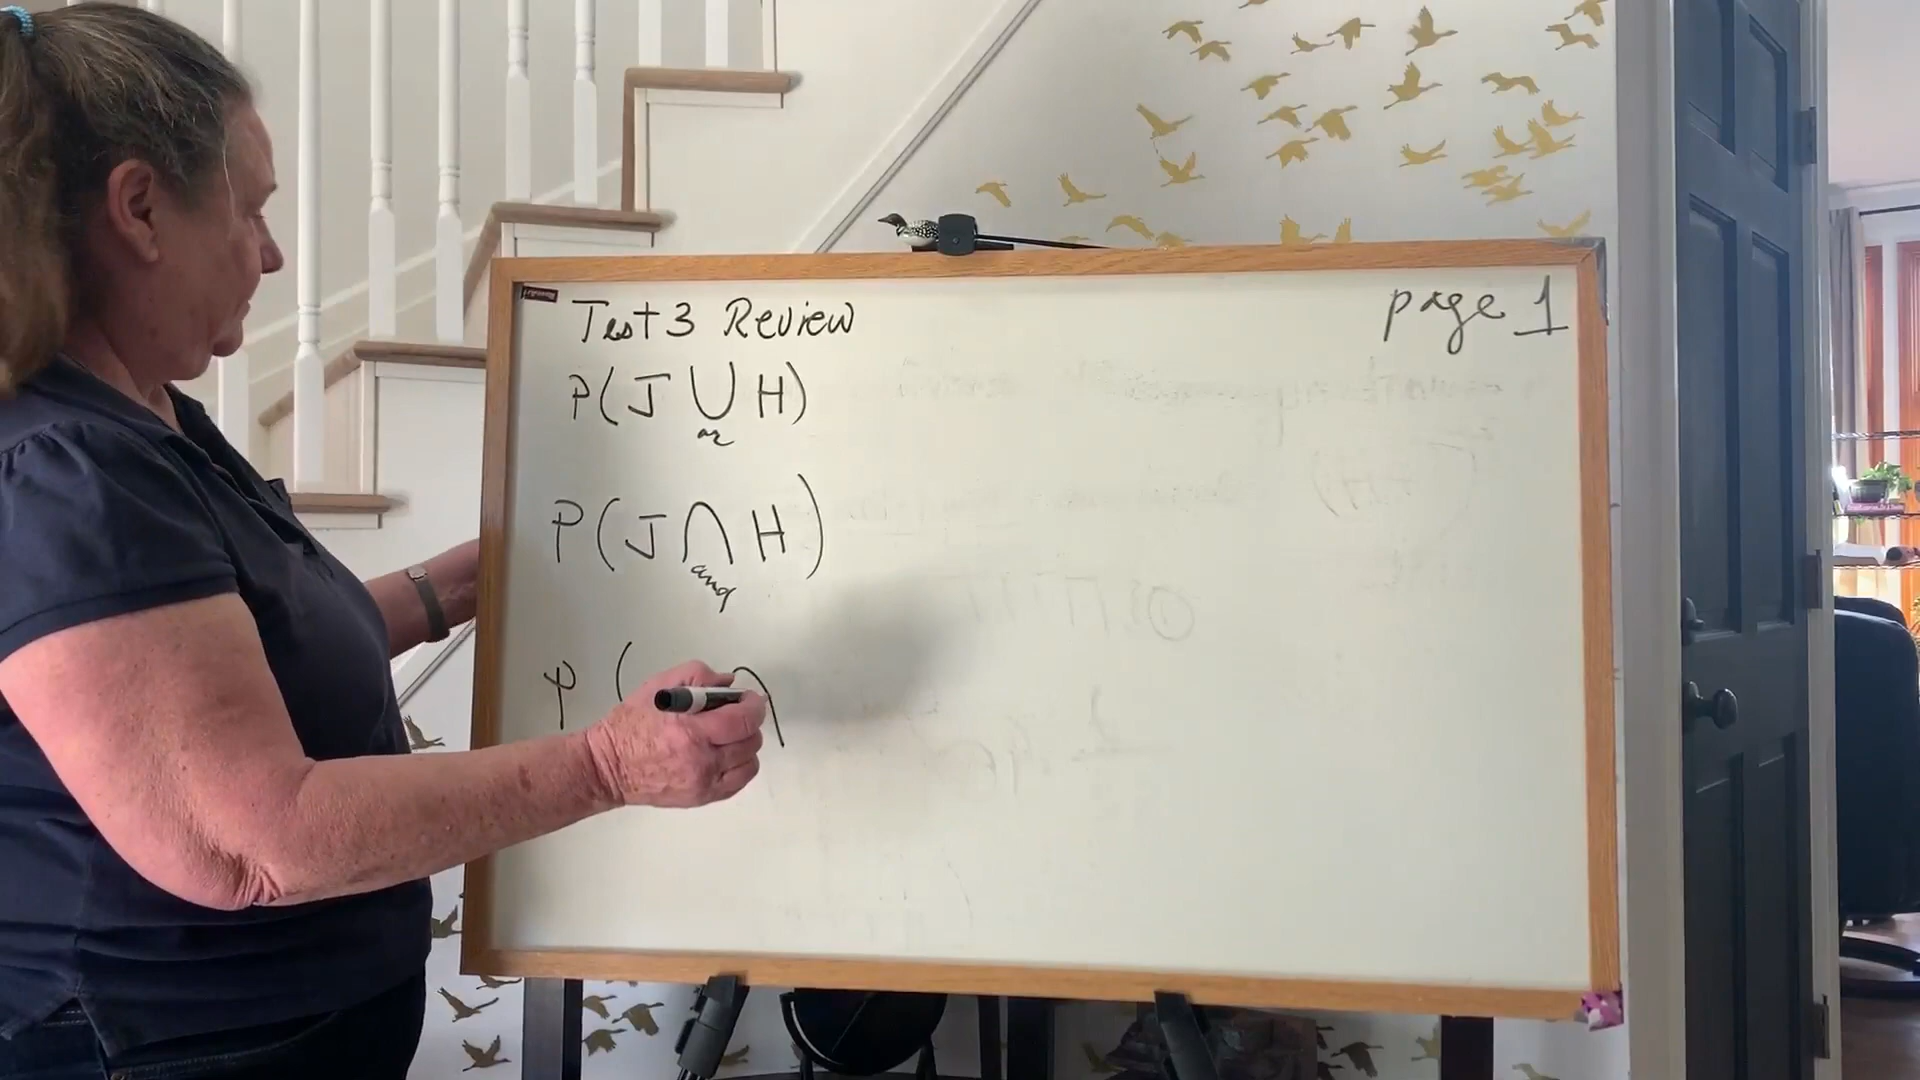 Test 3 Review
page 1
P(J ∪ H)
or
P(J ∩ H)
and
P ( ∩